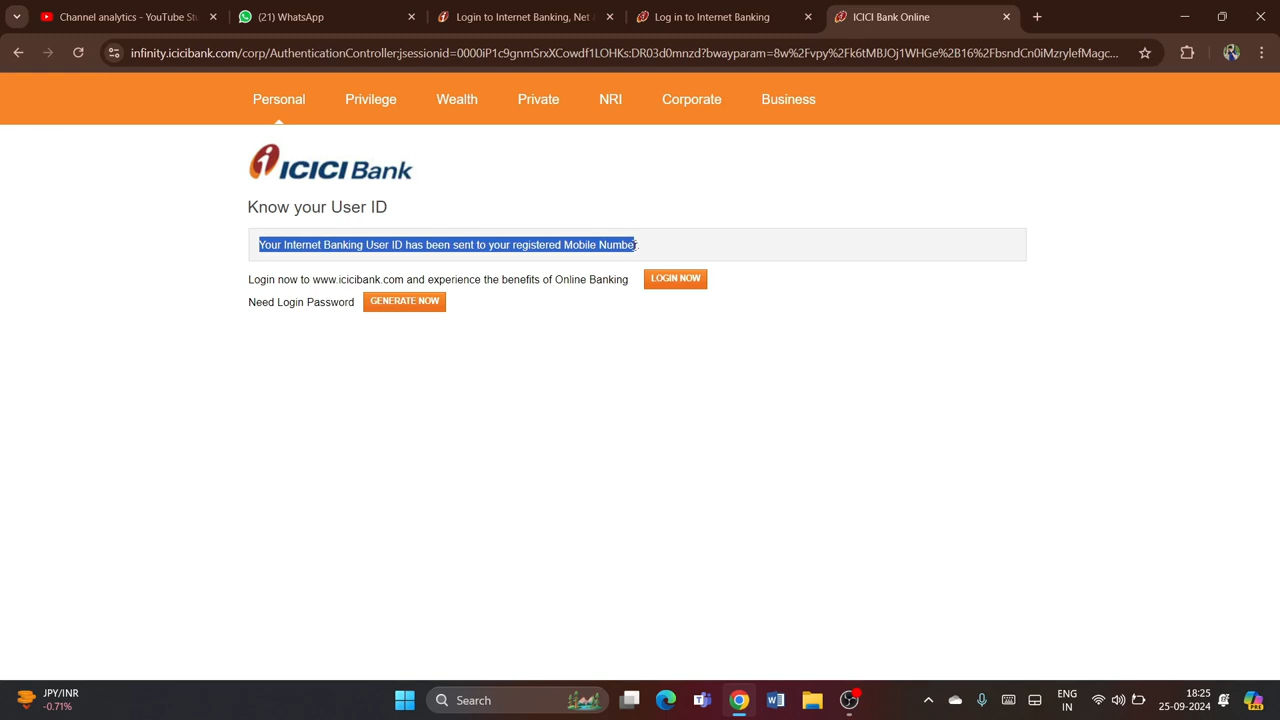 Channel analytics - YouTube Stu
(21) WhatsApp
Login to Internet Banking, Net
Log in to Internet Banking
ICICI Bank Online
infinity.icicibank.com/corp/AuthenticationController;jsessionid=0000iP1c9gnmSrxXCowdf1LOHKs:DR03d0mnzd?bwayparam=8w%2Fvpy%2Fk6tMBJOj1WHGe%2B16%2FbsndCn0iMzrylefMagc...
Personal Privilege Wealth Private NRI Corporate Business
i ICICI Bank
Know your User ID
Your Internet Banking User ID has been sent to your registered Mobile Number
Login now to www.icicibank.com and experience the benefits of Online Banking LOGIN NOW
Need Login Password GENERATE NOW
JPY/INR
-0.71%
Search
ENG
IN
18:25
25-09-2024